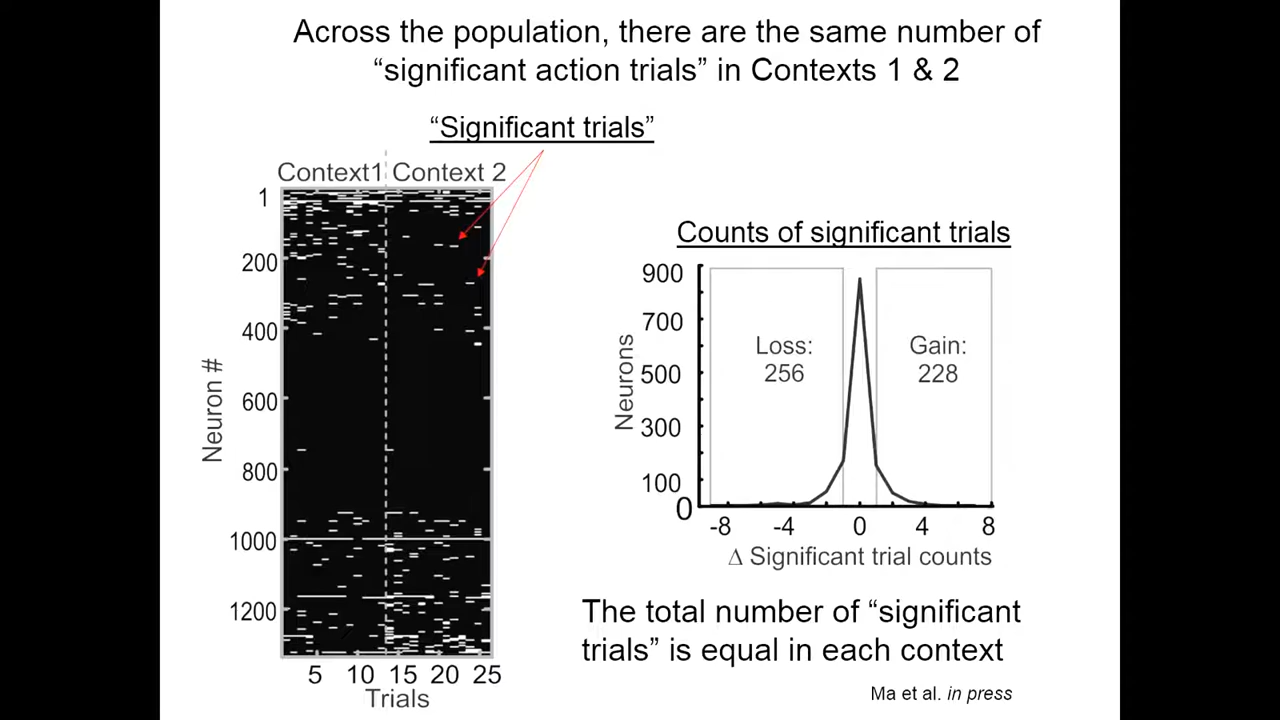 Across the population, there are the same number of
“significant action trials” in Contexts 1 & 2
“Significant trials”
Context1
Context 2
1
200
400
600
800
1000
1200
Neuron #
5 10 15 20 25
Trials
Counts of significant trials
900
700
500
300
100
0
Neurons
Loss:
256
Gain:
228
-8 -4 0 4 8
Δ Significant trial counts
The total number of “significant
trials” is equal in each context
Ma et al. in press